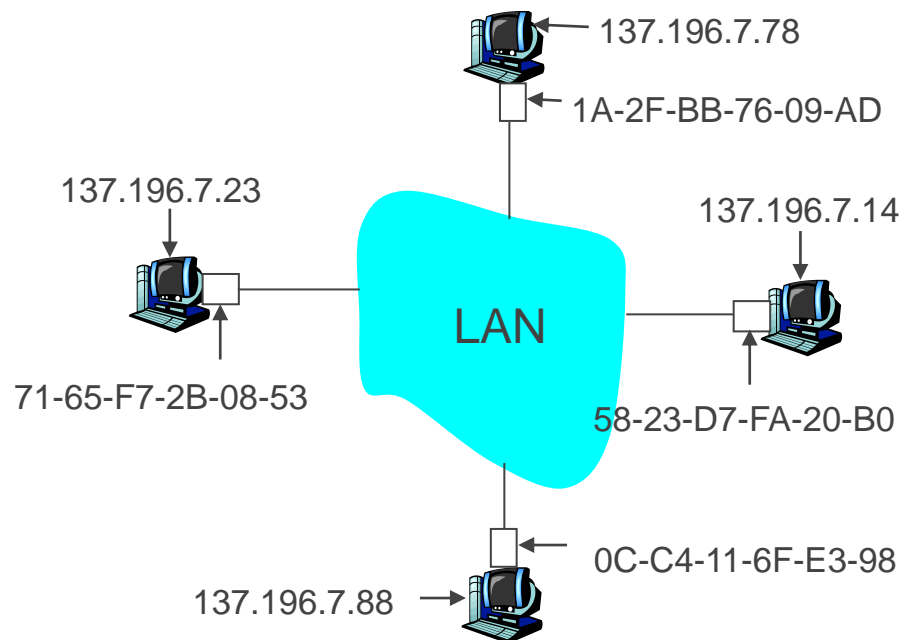 137.196.7.78
1A-2F-BB-76-09-AD
137.196.7.23
137.196.7.14
LAN
71-65-F7-2B-08-53
58-23-D7-FA-20-B0
0C-C4-11-6F-E3-98
137.196.7.88